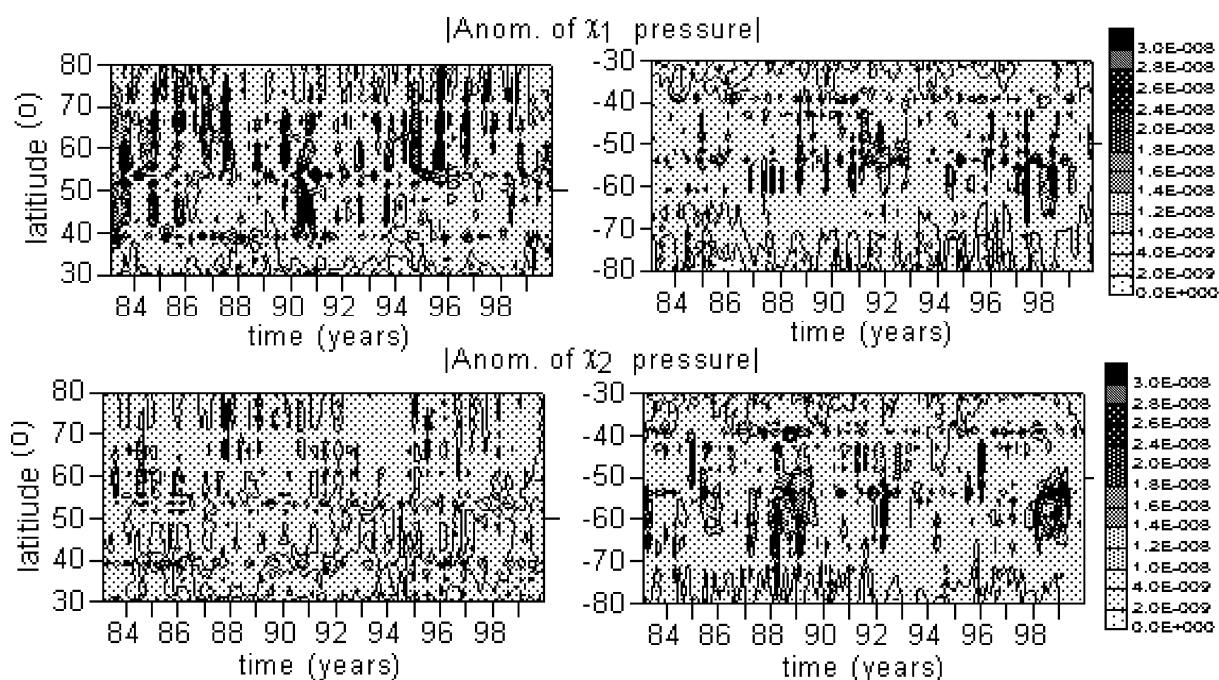 |Anom. of χ1 pressure|
80
70
60
50
40
30
latitiude (0)
84 86 88 90 92 94 96 98
time (years)
-30
-40
-50
-60
-70
-80
84 86 88 90 92 94 96 98
time (years)
3.0E-008
2.8E-008
2.6E-008
2.4E-008
2.0E-008
1.8E-008
1.6E-008
1.4E-008
1.2E-008
1.0E-008
4.0E-009
2.0E-009
0.0E+000
|Anom. of χ2 pressure|
80
70
60
50
40
30
latitiude (0)
84 86 88 90 92 94 96 98
time (years)
-30
-40
-50
-60
-70
-80
84 86 88 90 92 94 96 98
time (years)
3.0E-008
2.8E-008
2.6E-008
2.4E-008
2.0E-008
1.8E-008
1.6E-008
1.4E-008
1.2E-008
1.0E-008
4.0E-009
2.0E-009
0.0E+000